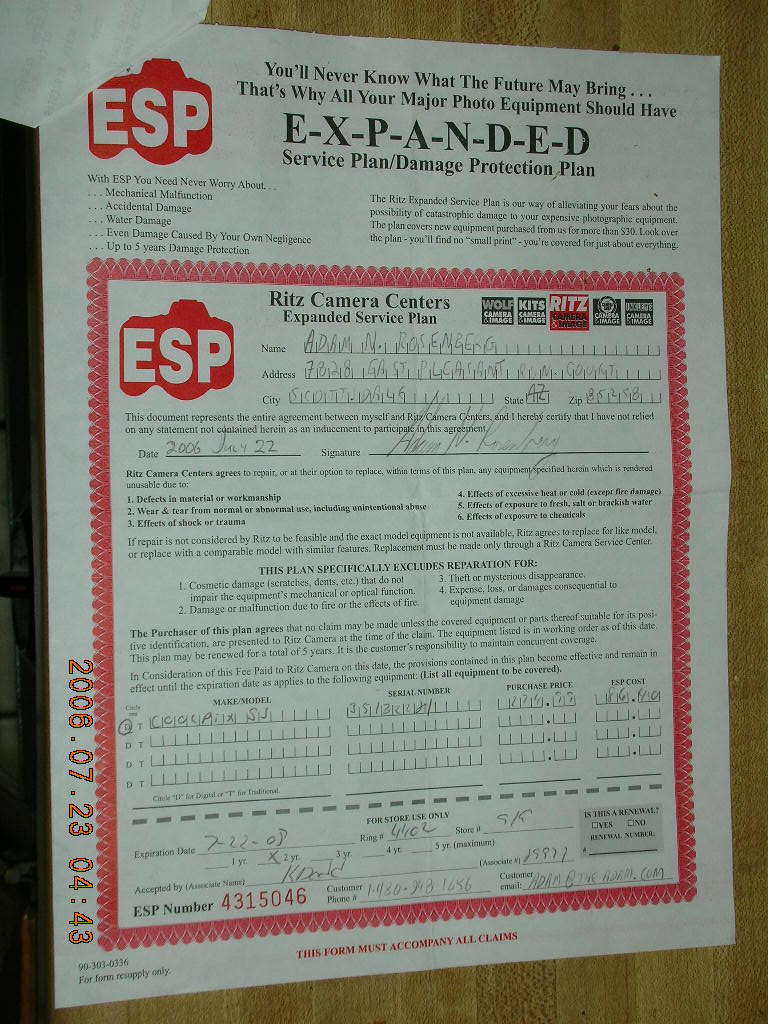 ESP
You'll Never Know What The Future May Bring . . .
That's Why All Your Major Photo Equipment Should Have
E-X-P-A-N-D-E-D
Service Plan/Damage Protection Plan
With ESP You Need Never Worry About. . .
. . . Mechanical Malfunction
. . . Accidental Damage
. . . Water Damage
. . . Even Damage Caused By Your Own Negligence
. . . Up to 5 years Damage Protection
The Ritz Expanded Service Plan is our way of alleviating your fears about the
possibility of catastrophic damage to your expensive photographic equipment.
The plan covers new equipment purchased from us for more than $30. Look over
the plan - you'll find no "small print" - you're covered for just about everything.
ESP
Ritz Camera Centers
Expanded Service Plan
WOLF CAMERA & IMAGE
KITS CAMERA & IMAGE
RITZ CAMERA & IMAGE
CAMERA & IMAGE
CAMERA & IMAGE
Name ADAM N. ROSENBERG
Address 7828 EAST PLEASANT RUN COURT
City SCOTTSDALE State AZ Zip 85258
This document represents the entire agreement between myself and Ritz Camera Centers, and I hereby certify that I have not relied
on any statement not contained herein as an inducement to participate in this agreement.
Date 2006 July 22 Signature Adam N. Rosenberg
Ritz Camera Centers agrees to repair, or at their option to replace, within terms of this plan, any equipment specified herein which is rendered
unusable due to:
1. Defects in material or workmanship
2. Wear & tear from normal or abnormal use, including unintentional abuse
3. Effects of shock or trauma
4. Effects of excessive heat or cold (except fire damage)
5. Effects of exposure to fresh, salt or brackish water
6. Effects of exposure to chemicals
If repair is not considered by Ritz to be feasible and the exact model equipment is not available, Ritz agrees to replace for like model,
or replace with a comparable model with similar features. Replacement must be made only through a Ritz Camera Service Center.
THIS PLAN SPECIFICALLY EXCLUDES REPARATION FOR:
1. Cosmetic damage (scratches, dents, etc.) that do not
impair the equipment's mechanical or optical function.
2. Damage or malfunction due to fire or the effects of fire.
3. Theft or mysterious disappearance.
4. Expense, loss, or damages consequential to
equipment damage
The Purchaser of this plan agrees that no claim may be made unless the covered equipment or parts thereof suitable for its posi-
tive identification, are presented to Ritz Camera at the time of the claim. The equipment listed is in working order as of this date.
This plan may be renewed for a total of 5 years. It is the customer's responsibility to maintain concurrent coverage.
In Consideration of this Fee Paid to Ritz Camera on this date, the provisions contained in this plan become effective and remain in
effect until the expiration date as applies to the following equipment: (List all equipment to be covered).
Circle one MAKE/MODEL SERIAL NUMBER PURCHASE PRICE ESP COST
D T
D T
D T
D T
Circle "D" for Digital or "T" for Traditional.
FOR STORE USE ONLY
IS THIS A RENEWAL?
YES NO
RENEWAL NUMBER:
#
Expiration Date 7-22-08 Ring # 4402 Store #
1 yr. X 2 yr. 3 yr. 4 yr. 5 yr. (maximum)
Accepted by (Associate Name) (Associate #)
ESP Number 4315046 Customer Phone # Customer email: ADAM@THE-ADAM.COM
THIS FORM MUST ACCOMPANY ALL CLAIMS
90-303-0336
For form resupply only.
2006.07.23 04:43